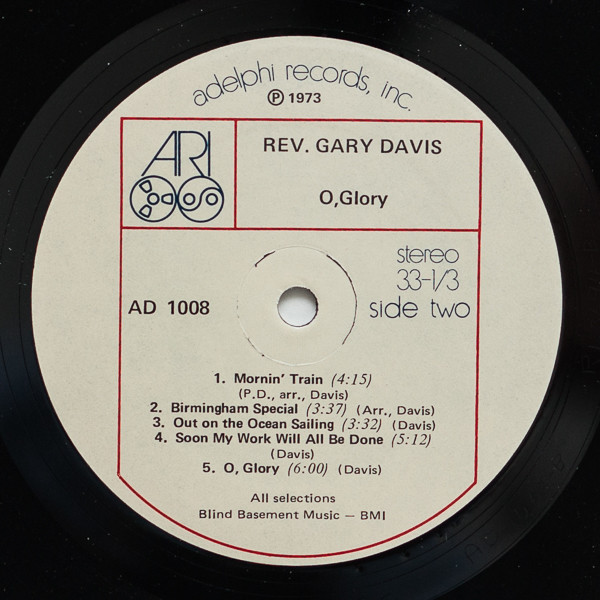 adelphi records, inc.
Ⓟ 1973
ARI
REV. GARY DAVIS
O,Glory
stereo
33-1/3
AD 1008
side two
1. Mornin' Train (4:15)
(P.D., arr., Davis)
2. Birmingham Special (3:37) (Arr., Davis)
3. Out on the Ocean Sailing (3:32) (Davis)
4. Soon My Work Will All Be Done (5:12)
(Davis)
5. O, Glory (6:00) (Davis)
All selections
Blind Basement Music — BMI